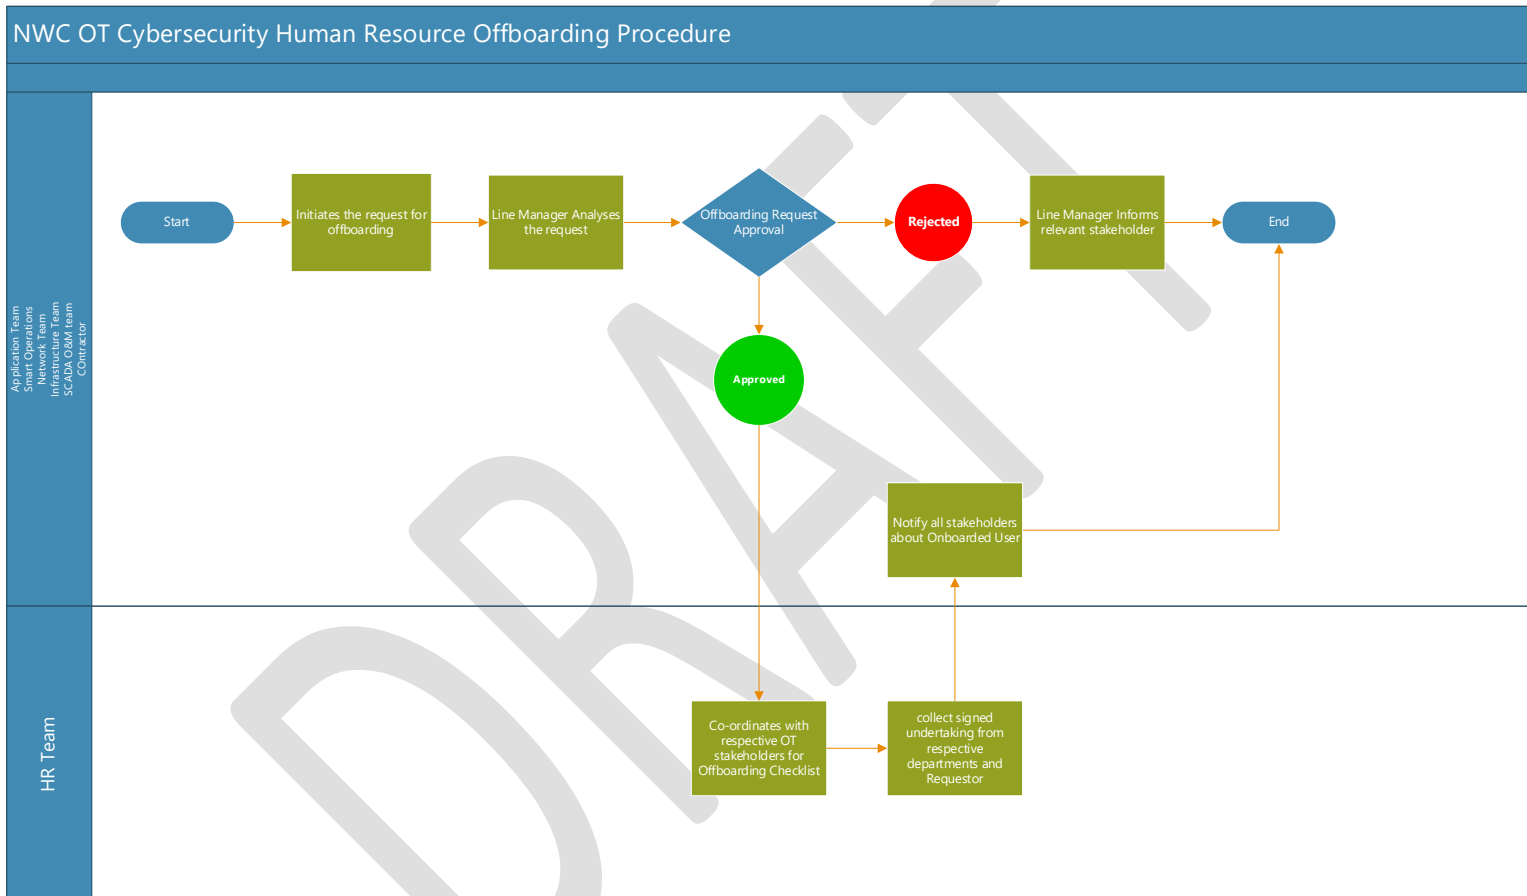 NWC OT Cybersecurity Human Resource Offboarding Procedure
Application Team
Smart Operations
Network Team
Infrastructure Team
SCADA O&M team
COntractor
Start
Initiates the request for
offboarding
Line Manager Analyses
the request
Offboarding Request
Approval
Rejected
Line Manager Informs
relevant stakeholder
End
Approved
Notify all stakeholders
about Onboarded User
HR Team
Co-ordinates with
respective OT
stakeholders for
Offboarding Checklist
collect signed
undertaking from
respective
departments and
Requestor
DRAFT